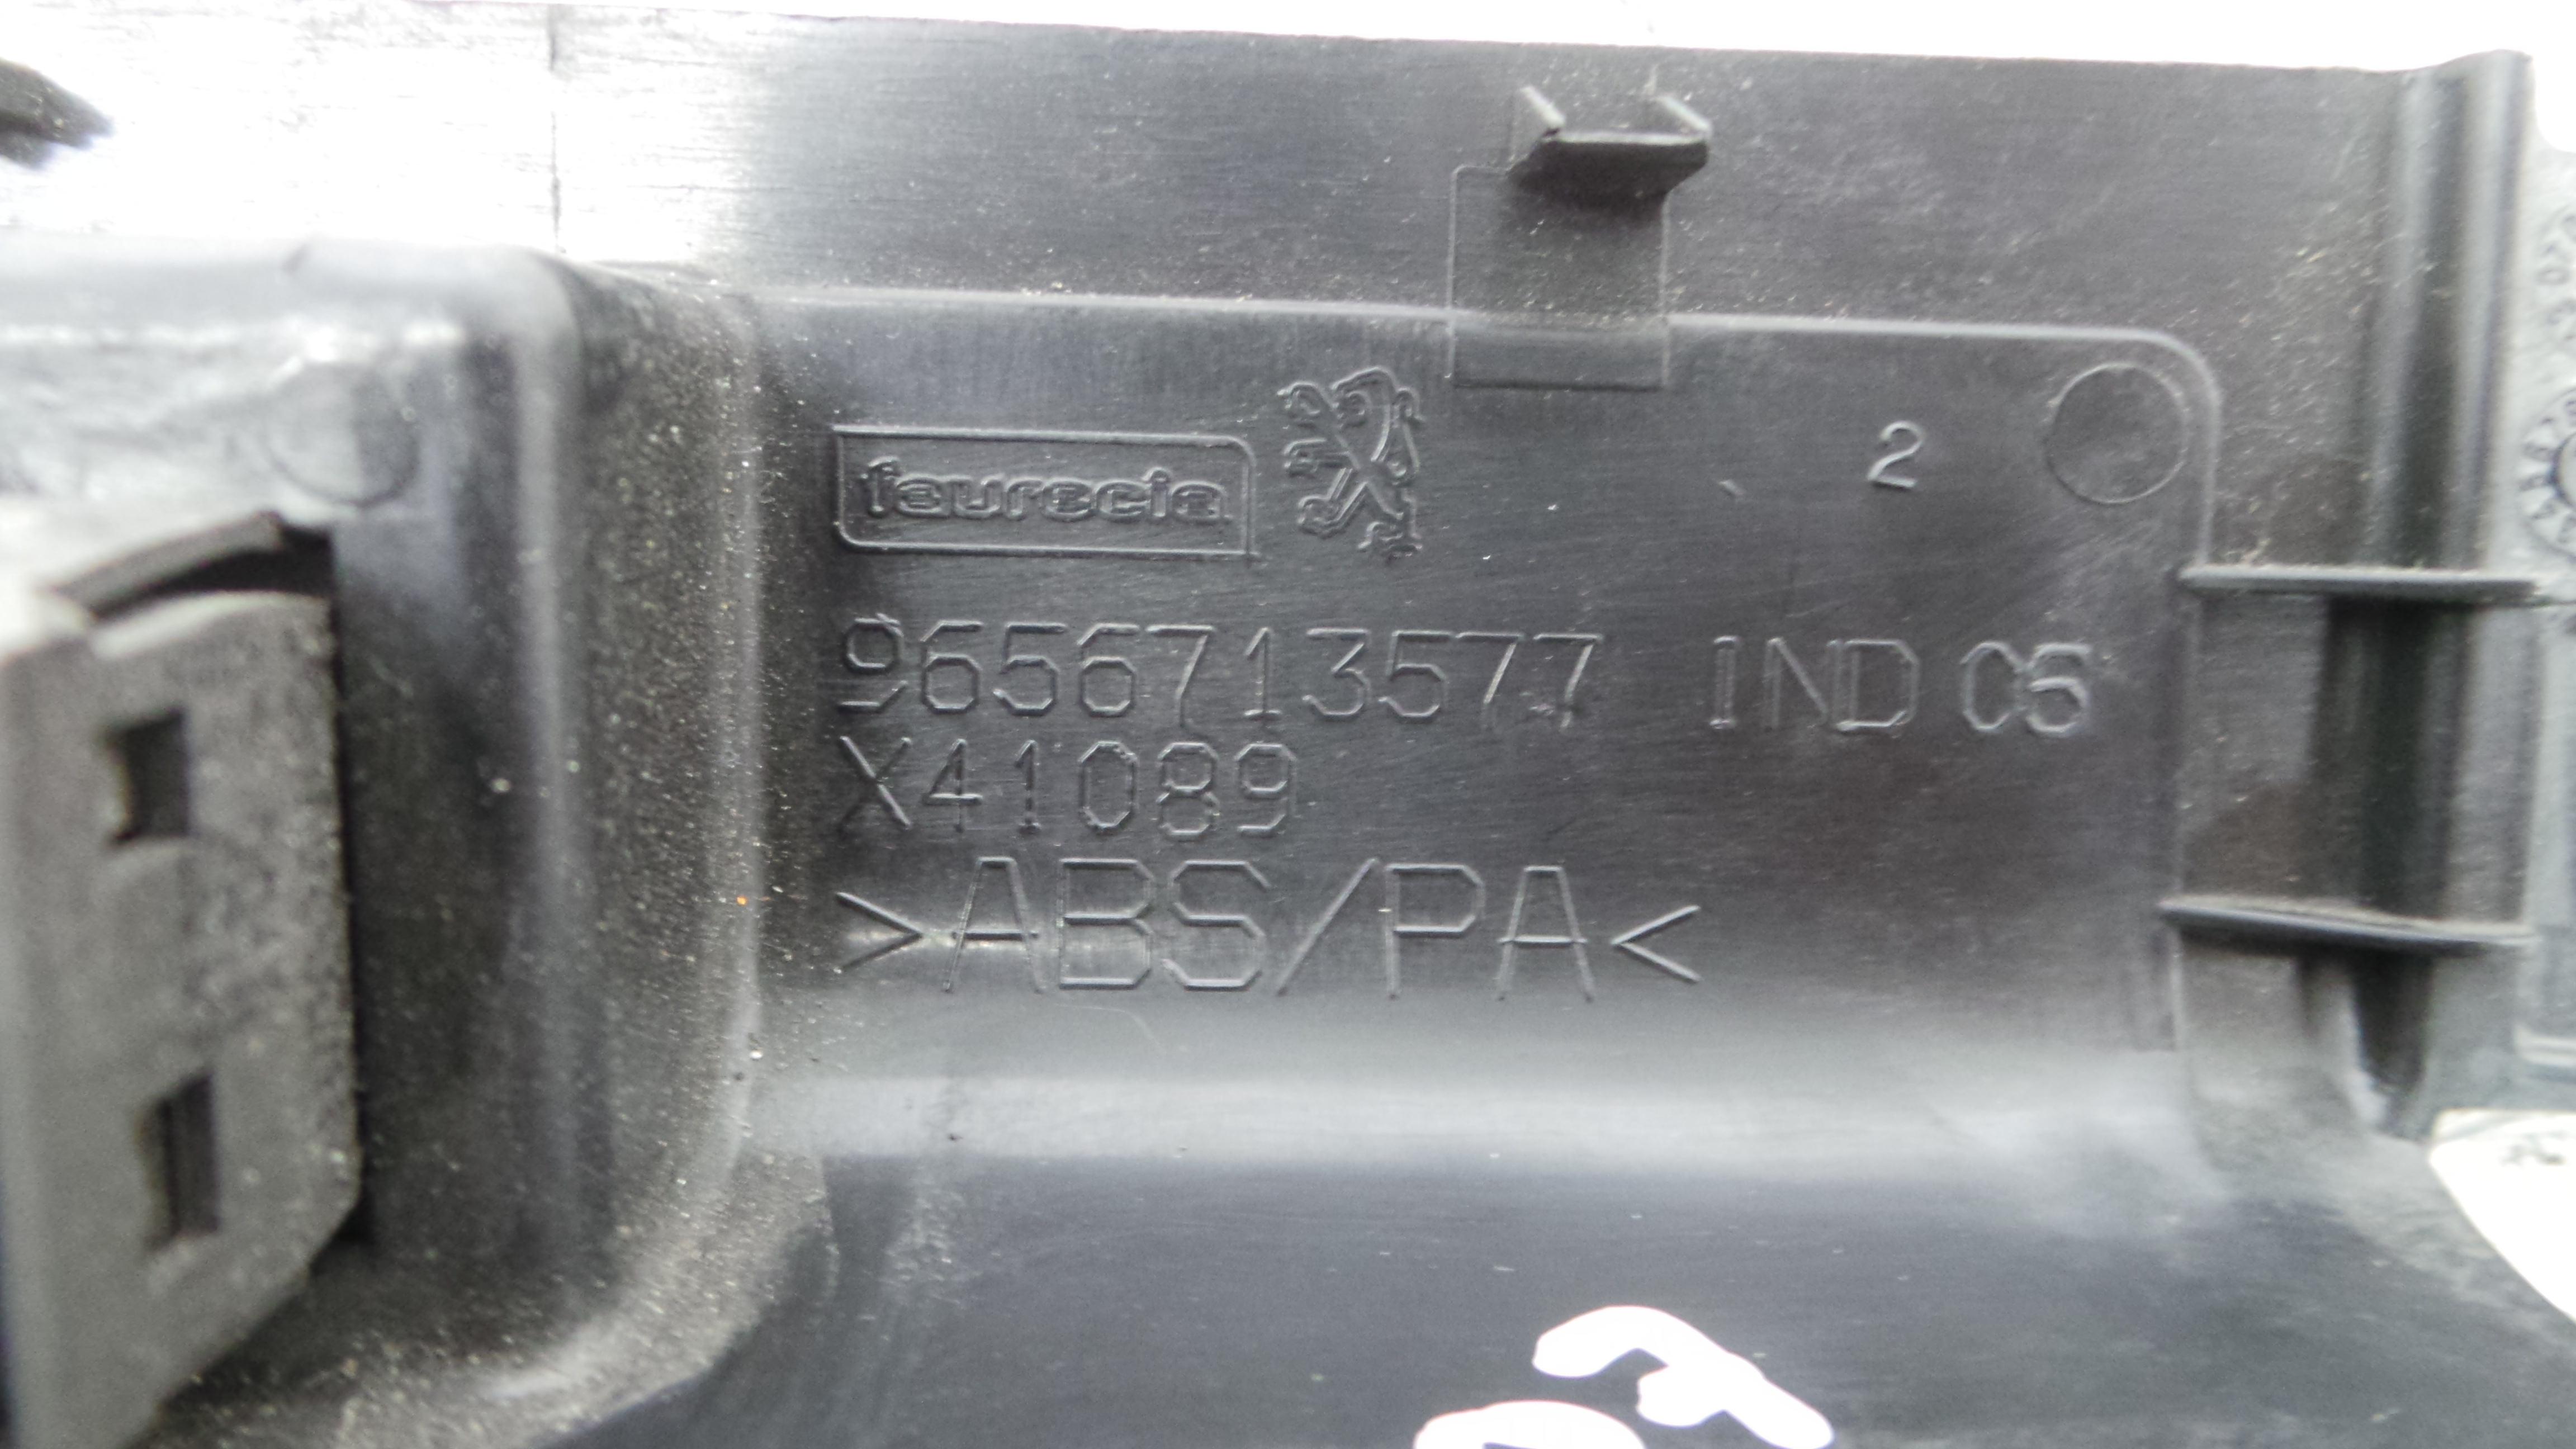 faurecia
2
9656713577 IND 05
X41089
>ABS/PA<